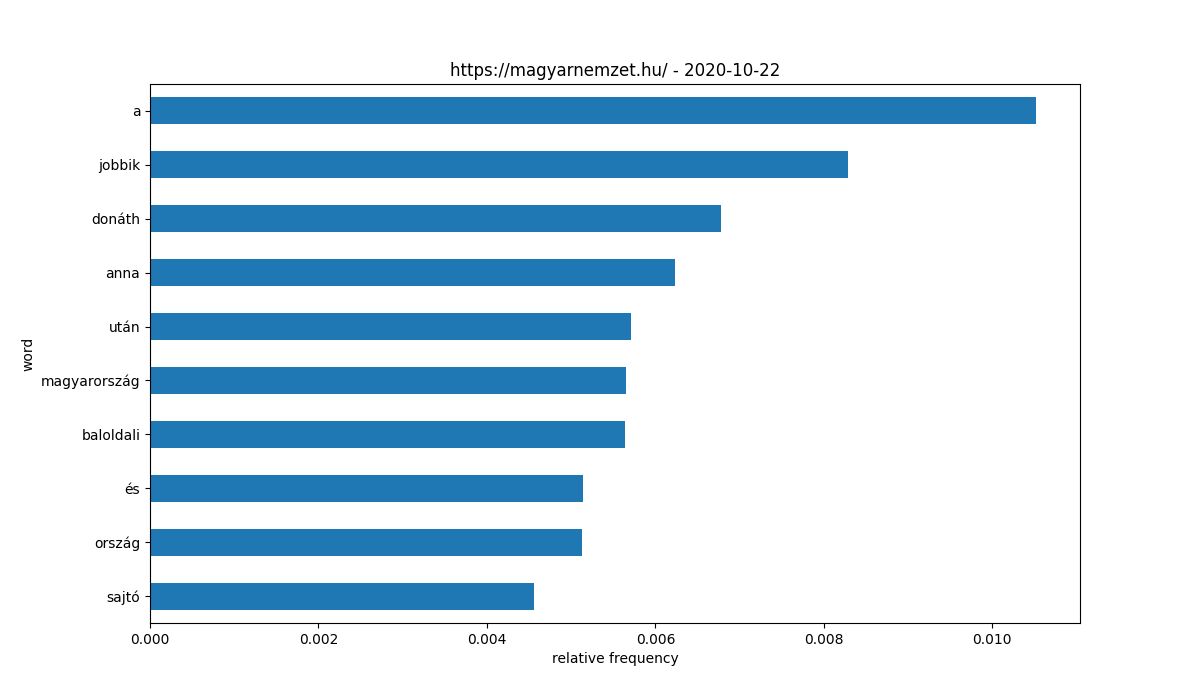 https://magyarnemzet.hu/ - 2020-10-22
a
jobbik
donáth
anna
után
magyarország
baloldali
és
ország
sajtó
word
0.000 0.002 0.004 0.006 0.008 0.010
relative frequency